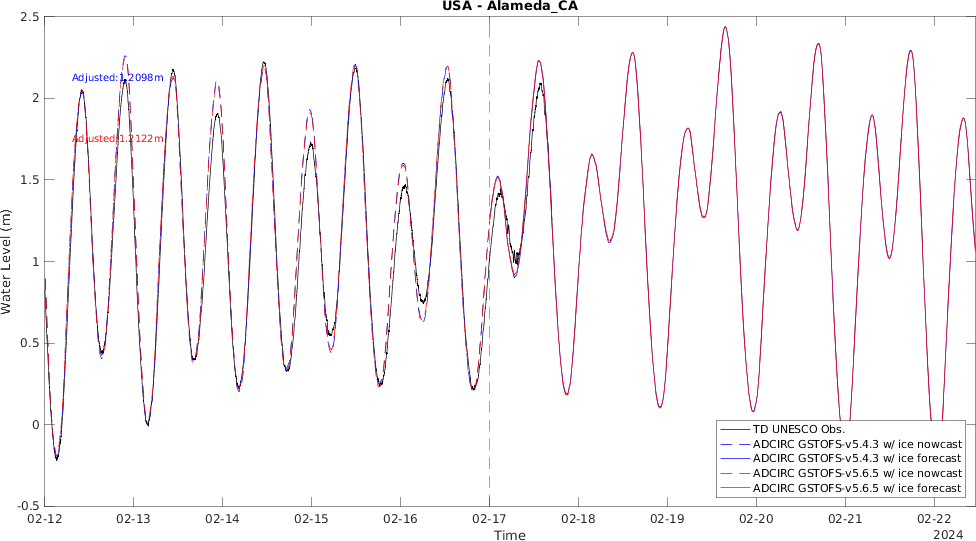 USA - Alameda_CA
2.5
2
1.5
1
0.5
0
-0.5
Water Level (m)
Adjusted:1.2098m
Adjusted:1.2122m
TD UNESCO Obs.
ADCIRC GSTOFS-v5.4.3 w/ ice nowcast
ADCIRC GSTOFS-v5.4.3 w/ ice forecast
ADCIRC GSTOFS-v5.6.5 w/ ice nowcast
ADCIRC GSTOFS-v5.6.5 w/ ice forecast
02-12 02-13 02-14 02-15 02-16 02-17 02-18 02-19 02-20 02-21 02-22
Time 2024